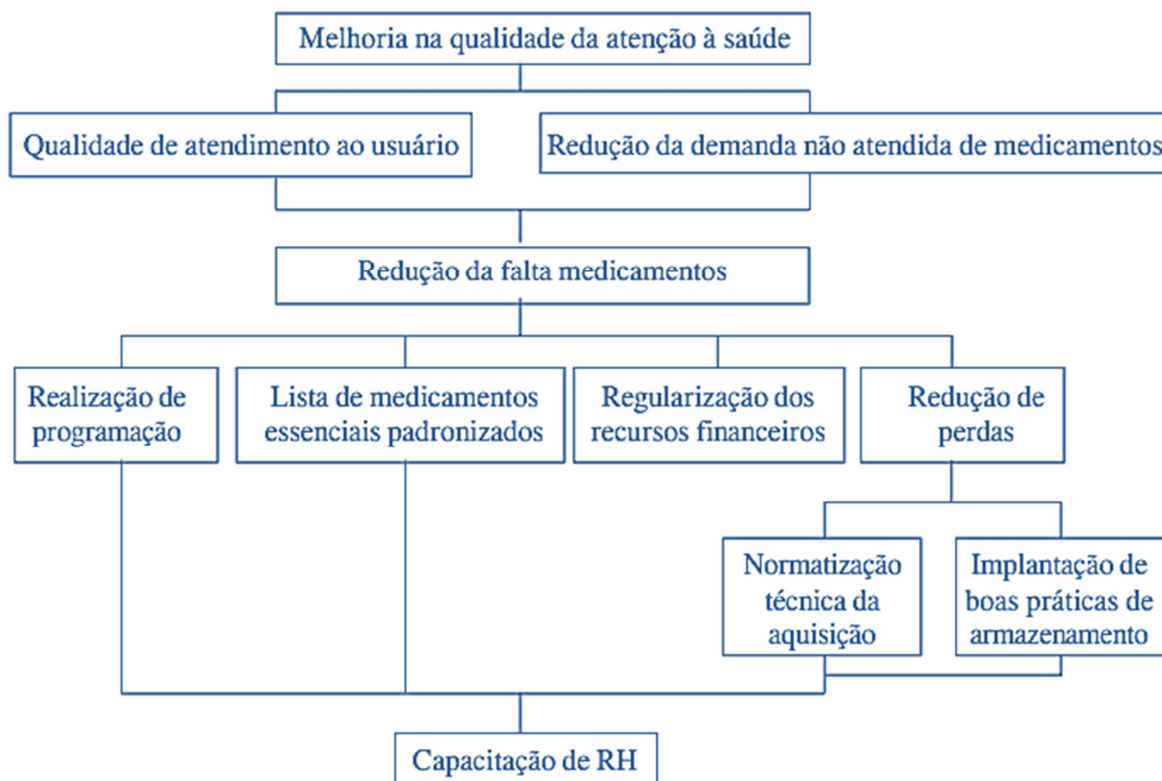 Melhoria na qualidade da atenção à saúde
Qualidade de atendimento ao usuário
Redução da demanda não atendida de medicamentos
Redução da falta medicamentos
Realização de
programação
Lista de medicamentos
essenciais padronizados
Regularização dos
recursos financeiros
Redução de
perdas
Normatização
técnica da
aquisição
Implantação de
boas práticas de
armazenamento
Capacitação de RH